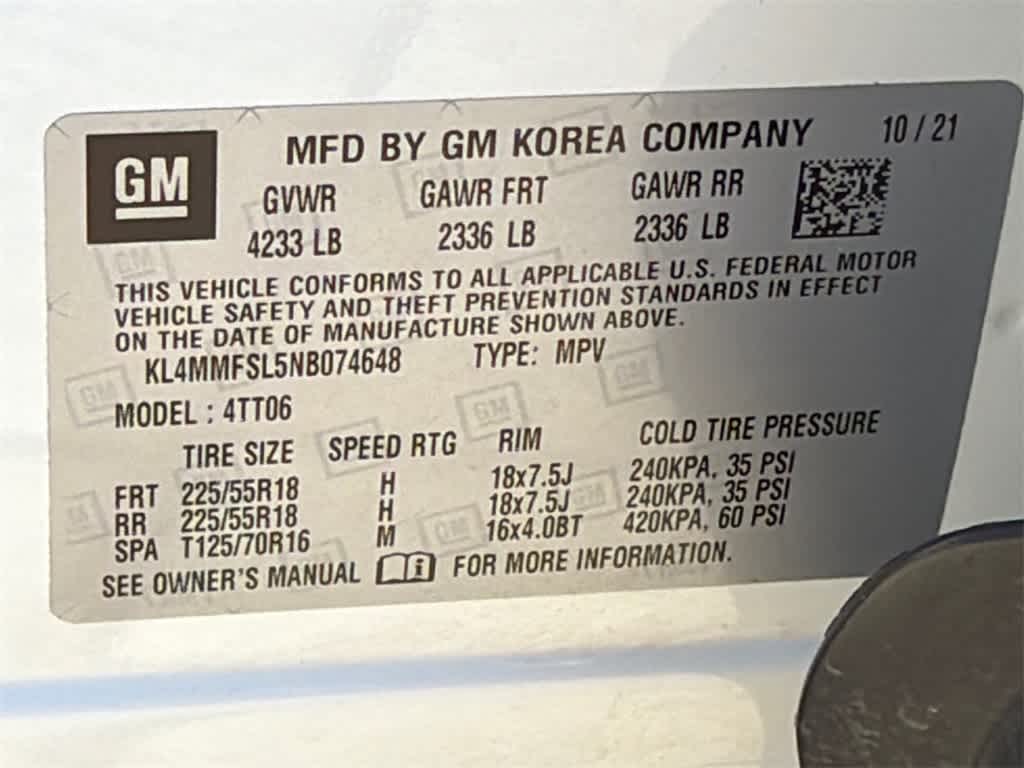 GM MFD BY GM KOREA COMPANY 10/21
GVWR GAWR FRT GAWR RR
4233 LB 2336 LB 2336 LB
THIS VEHICLE CONFORMS TO ALL APPLICABLE U.S. FEDERAL MOTOR
VEHICLE SAFETY AND THEFT PREVENTION STANDARDS IN EFFECT
ON THE DATE OF MANUFACTURE SHOWN ABOVE.
KL4MMFSL5NB074648 TYPE: MPV
MODEL : 4TT06
TIRE SIZE SPEED RTG RIM COLD TIRE PRESSURE
FRT 225/55R18 H 18x7.5J 240KPA, 35 PSI
RR 225/55R18 H 18x7.5J 240KPA, 35 PSI
SPA T125/70R16 M 16x4.0BT 420KPA, 60 PSI
SEE OWNER'S MANUAL i FOR MORE INFORMATION.